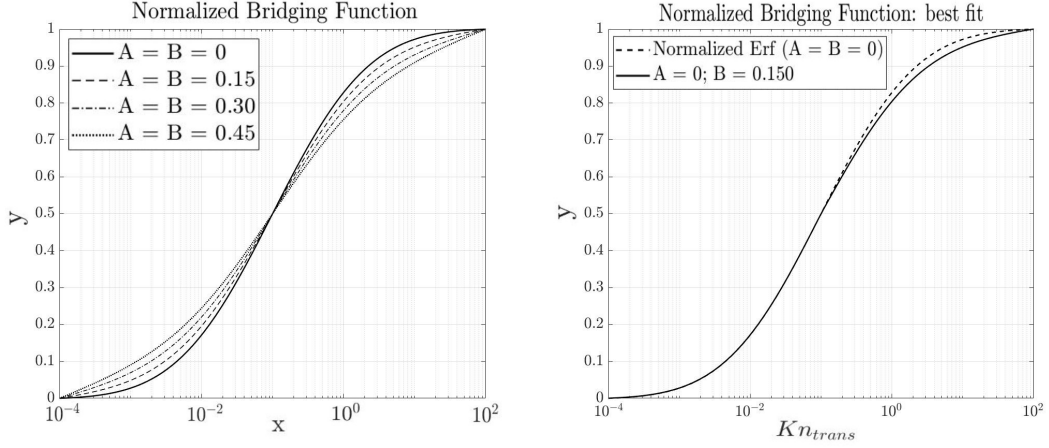 Normalized Bridging Function
A = B = 0
A = B = 0.15
A = B = 0.30
A = B = 0.45
1
0.9
0.8
0.7
0.6
0.5
0.4
0.3
0.2
0.1
0
y
10^-4
10^-2
10^0
10^2
x
Normalized Bridging Function: best fit
Normalized Erf (A = B = 0)
A = 0; B = 0.150
1
0.9
0.8
0.7
0.6
0.5
0.4
0.3
0.2
0.1
0
y
10^-4
10^-2
10^0
10^2
Kn_trans